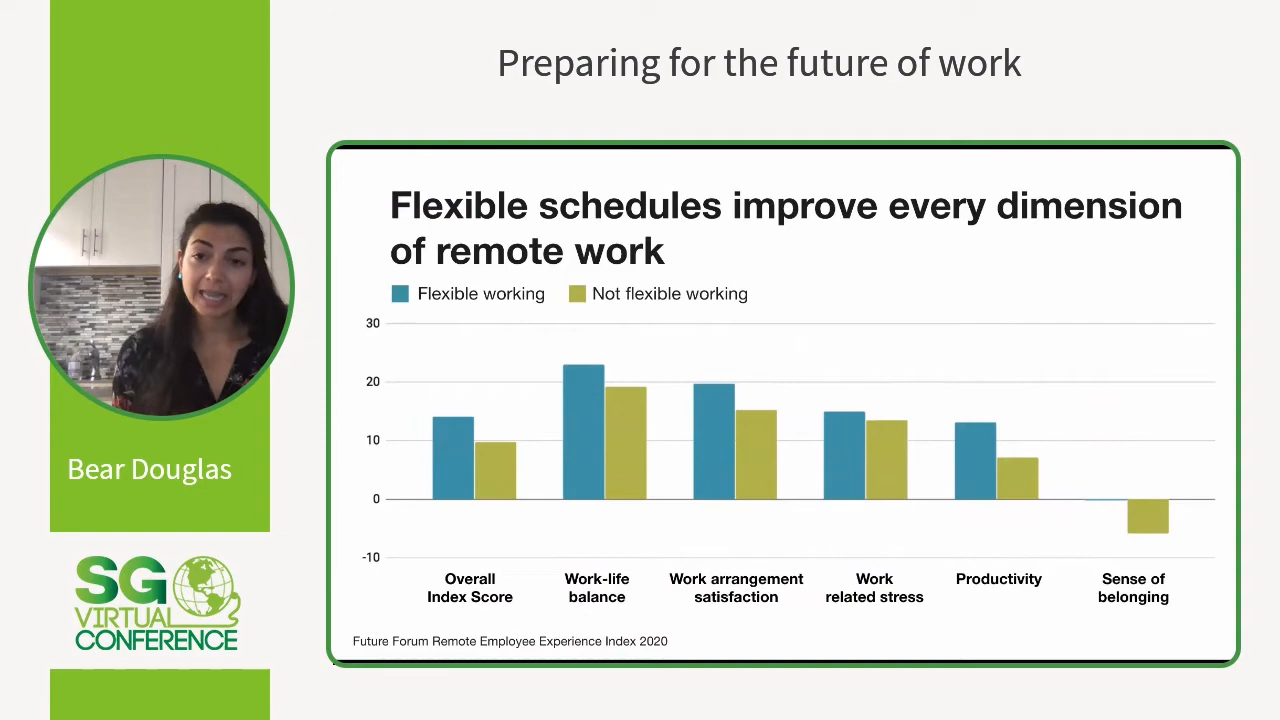 Preparing for the future of work
Flexible schedules improve every dimension
of remote work
Flexible working
Not flexible working
30
20
10
0
-10
Overall
Index Score
Work-life
balance
Work arrangement
satisfaction
Work
related stress
Productivity
Sense of
belonging
Future Forum Remote Employee Experience Index 2020
Bear Douglas
SG
VIRTUAL
CONFERENCE